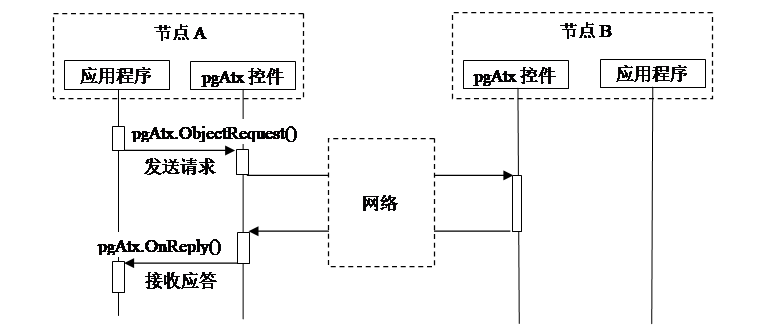 节点 A
节点 B
应用程序
pgAtx 控件
pgAtx 控件
应用程序
pgAtx.ObjectRequest()
发送请求
网络
pgAtx.OnReply()
接收应答